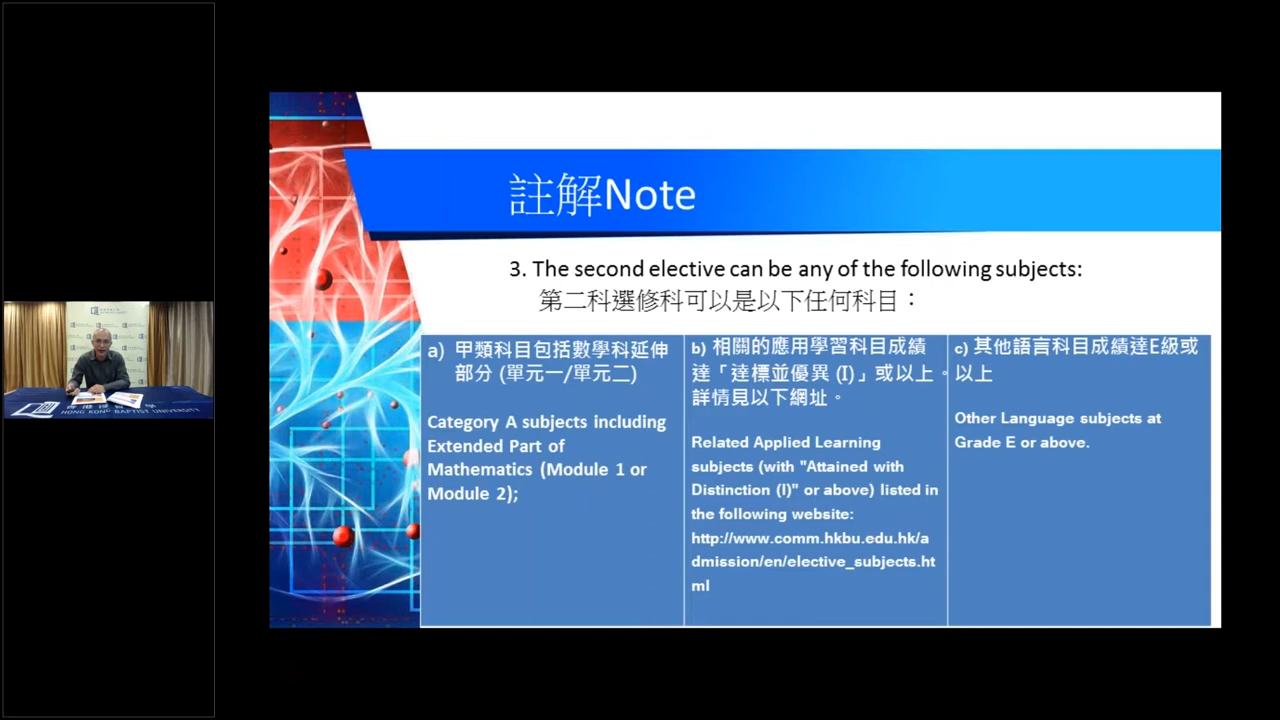 註解Note
3. The second elective can be any of the following subjects:
第二科選修科可以是以下任何科目：
a) 甲類科目包括數學科延伸
部分 (單元一/單元二)
Category A subjects including
Extended Part of
Mathematics (Module 1 or
Module 2);
b) 相關的應用學習科目成績
達「達標並優異 (I)」或以上。
詳情見以下網址。
Related Applied Learning
subjects (with "Attained with
Distinction (I)" or above) listed in
the following website:
http://www.comm.hkbu.edu.hk/a
dmission/en/elective_subjects.ht
ml
c) 其他語言科目成績達E級或
以上
Other Language subjects at
Grade E or above.
HONG KONG BAPTIST UNIVERSITY